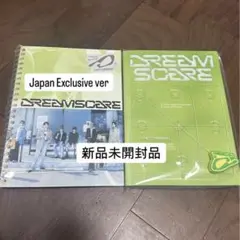 Japan Exclusive ver
DREAMSCAPE
DREAM
SCAPE
新品未開封品